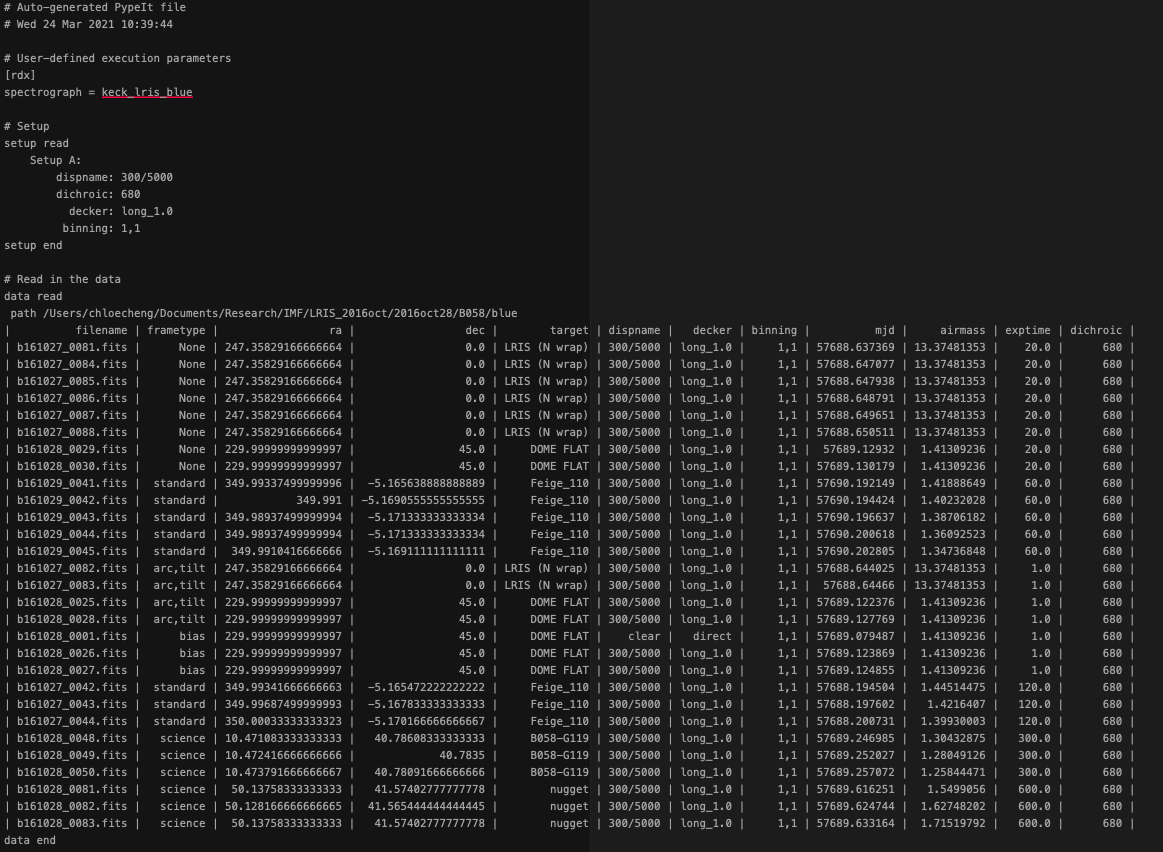 # Auto-generated PypeIt file
# Wed 24 Mar 2021 10:39:44
# User-defined execution parameters
[rdx]
spectrograph = keck_lris_blue
# Setup
setup read
Setup A:
dispname: 300/5000
dichroic: 680
decker: long_1.0
binning: 1,1
setup end
# Read in the data
data read
path /Users/chloecheng/Documents/Research/IMF/LRIS_2016oct/2016oct28/B058/blue
| filename | frametype | ra | dec | target | dispname | decker | binning | mjd | airmass | exptime | dichroic |
| b161027_0081.fits | None | 247.35829166666664 | 0.0 | LRIS (N wrap) | 300/5000 | long_1.0 | 1,1 | 57688.637369 | 13.37481353 | 20.0 | 680 |
| b161027_0084.fits | None | 247.35829166666664 | 0.0 | LRIS (N wrap) | 300/5000 | long_1.0 | 1,1 | 57688.647077 | 13.37481353 | 20.0 | 680 |
| b161027_0085.fits | None | 247.35829166666664 | 0.0 | LRIS (N wrap) | 300/5000 | long_1.0 | 1,1 | 57688.647938 | 13.37481353 | 20.0 | 680 |
| b161027_0086.fits | None | 247.35829166666664 | 0.0 | LRIS (N wrap) | 300/5000 | long_1.0 | 1,1 | 57688.648791 | 13.37481353 | 20.0 | 680 |
| b161027_0087.fits | None | 247.35829166666664 | 0.0 | LRIS (N wrap) | 300/5000 | long_1.0 | 1,1 | 57688.649651 | 13.37481353 | 20.0 | 680 |
| b161027_0088.fits | None | 247.35829166666664 | 0.0 | LRIS (N wrap) | 300/5000 | long_1.0 | 1,1 | 57688.650511 | 13.37481353 | 20.0 | 680 |
| b161028_0029.fits | None | 229.99999999999997 | 45.0 | DOME FLAT | 300/5000 | long_1.0 | 1,1 | 57689.12932 | 1.41309236 | 20.0 | 680 |
| b161028_0030.fits | None | 229.99999999999997 | 45.0 | DOME FLAT | 300/5000 | long_1.0 | 1,1 | 57689.130179 | 1.41309236 | 20.0 | 680 |
| b161029_0041.fits | standard | 349.99337499999996 | −5.165638888888889 | Feige_110 | 300/5000 | long_1.0 | 1,1 | 57690.192149 | 1.41888649 | 60.0 | 680 |
| b161029_0042.fits | standard | 349.991 | −5.1690555555555555 | Feige_110 | 300/5000 | long_1.0 | 1,1 | 57690.194424 | 1.40232028 | 60.0 | 680 |
| b161029_0043.fits | standard | 349.98937499999994 | −5.171333333333334 | Feige_110 | 300/5000 | long_1.0 | 1,1 | 57690.196637 | 1.38706182 | 60.0 | 680 |
| b161029_0044.fits | standard | 349.98937499999994 | −5.171333333333334 | Feige_110 | 300/5000 | long_1.0 | 1,1 | 57690.200618 | 1.36092523 | 60.0 | 680 |
| b161029_0045.fits | standard | 349.9910416666666 | −5.169111111111111 | Feige_110 | 300/5000 | long_1.0 | 1,1 | 57690.202805 | 1.34736848 | 60.0 | 680 |
| b161027_0082.fits | arc,tilt | 247.35829166666664 | 0.0 | LRIS (N wrap) | 300/5000 | long_1.0 | 1,1 | 57688.644025 | 13.37481353 | 1.0 | 680 |
| b161027_0083.fits | arc,tilt | 247.35829166666664 | 0.0 | LRIS (N wrap) | 300/5000 | long_1.0 | 1,1 | 57688.64466 | 13.37481353 | 1.0 | 680 |
| b161028_0025.fits | arc,tilt | 229.99999999999997 | 45.0 | DOME FLAT | 300/5000 | long_1.0 | 1,1 | 57689.122376 | 1.41309236 | 1.0 | 680 |
| b161028_0028.fits | arc,tilt | 229.99999999999997 | 45.0 | DOME FLAT | 300/5000 | long_1.0 | 1,1 | 57689.127769 | 1.41309236 | 1.0 | 680 |
| b161028_0001.fits | bias | 229.99999999999997 | 45.0 | DOME FLAT | clear | direct | 1,1 | 57689.079487 | 1.41309236 | 1.0 | 680 |
| b161028_0026.fits | bias | 229.99999999999997 | 45.0 | DOME FLAT | 300/5000 | long_1.0 | 1,1 | 57689.123869 | 1.41309236 | 1.0 | 680 |
| b161028_0027.fits | bias | 229.99999999999997 | 45.0 | DOME FLAT | 300/5000 | long_1.0 | 1,1 | 57689.124855 | 1.41309236 | 1.0 | 680 |
| b161027_0042.fits | standard | 349.99341666666663 | −5.165472222222222 | Feige_110 | 300/5000 | long_1.0 | 1,1 | 57688.194504 | 1.44514475 | 120.0 | 680 |
| b161027_0043.fits | standard | 349.99687499999993 | −5.167833333333333 | Feige_110 | 300/5000 | long_1.0 | 1,1 | 57688.197602 | 1.4216407 | 120.0 | 680 |
| b161027_0044.fits | standard | 350.00033333333323 | −5.170166666666667 | Feige_110 | 300/5000 | long_1.0 | 1,1 | 57688.200731 | 1.39930003 | 120.0 | 680 |
| b161028_0048.fits | science | 10.471083333333333 | 40.78608333333333 | B058−G119 | 300/5000 | long_1.0 | 1,1 | 57689.246985 | 1.30432875 | 300.0 | 680 |
| b161028_0049.fits | science | 10.472416666666666 | 40.7835 | B058−G119 | 300/5000 | long_1.0 | 1,1 | 57689.252027 | 1.28049126 | 300.0 | 680 |
| b161028_0050.fits | science | 10.473791666666667 | 40.78091666666666 | B058−G119 | 300/5000 | long_1.0 | 1,1 | 57689.257072 | 1.25844471 | 300.0 | 680 |
| b161028_0081.fits | science | 50.13758333333333 | 41.57402777777778 | nugget | 300/5000 | long_1.0 | 1,1 | 57689.616251 | 1.5499056 | 600.0 | 680 |
| b161028_0082.fits | science | 50.128166666666665 | 41.565444444444445 | nugget | 300/5000 | long_1.0 | 1,1 | 57689.624744 | 1.62748202 | 600.0 | 680 |
| b161028_0083.fits | science | 50.13758333333333 | 41.57402777777778 | nugget | 300/5000 | long_1.0 | 1,1 | 57689.633164 | 1.71519792 | 600.0 | 680 |
data end